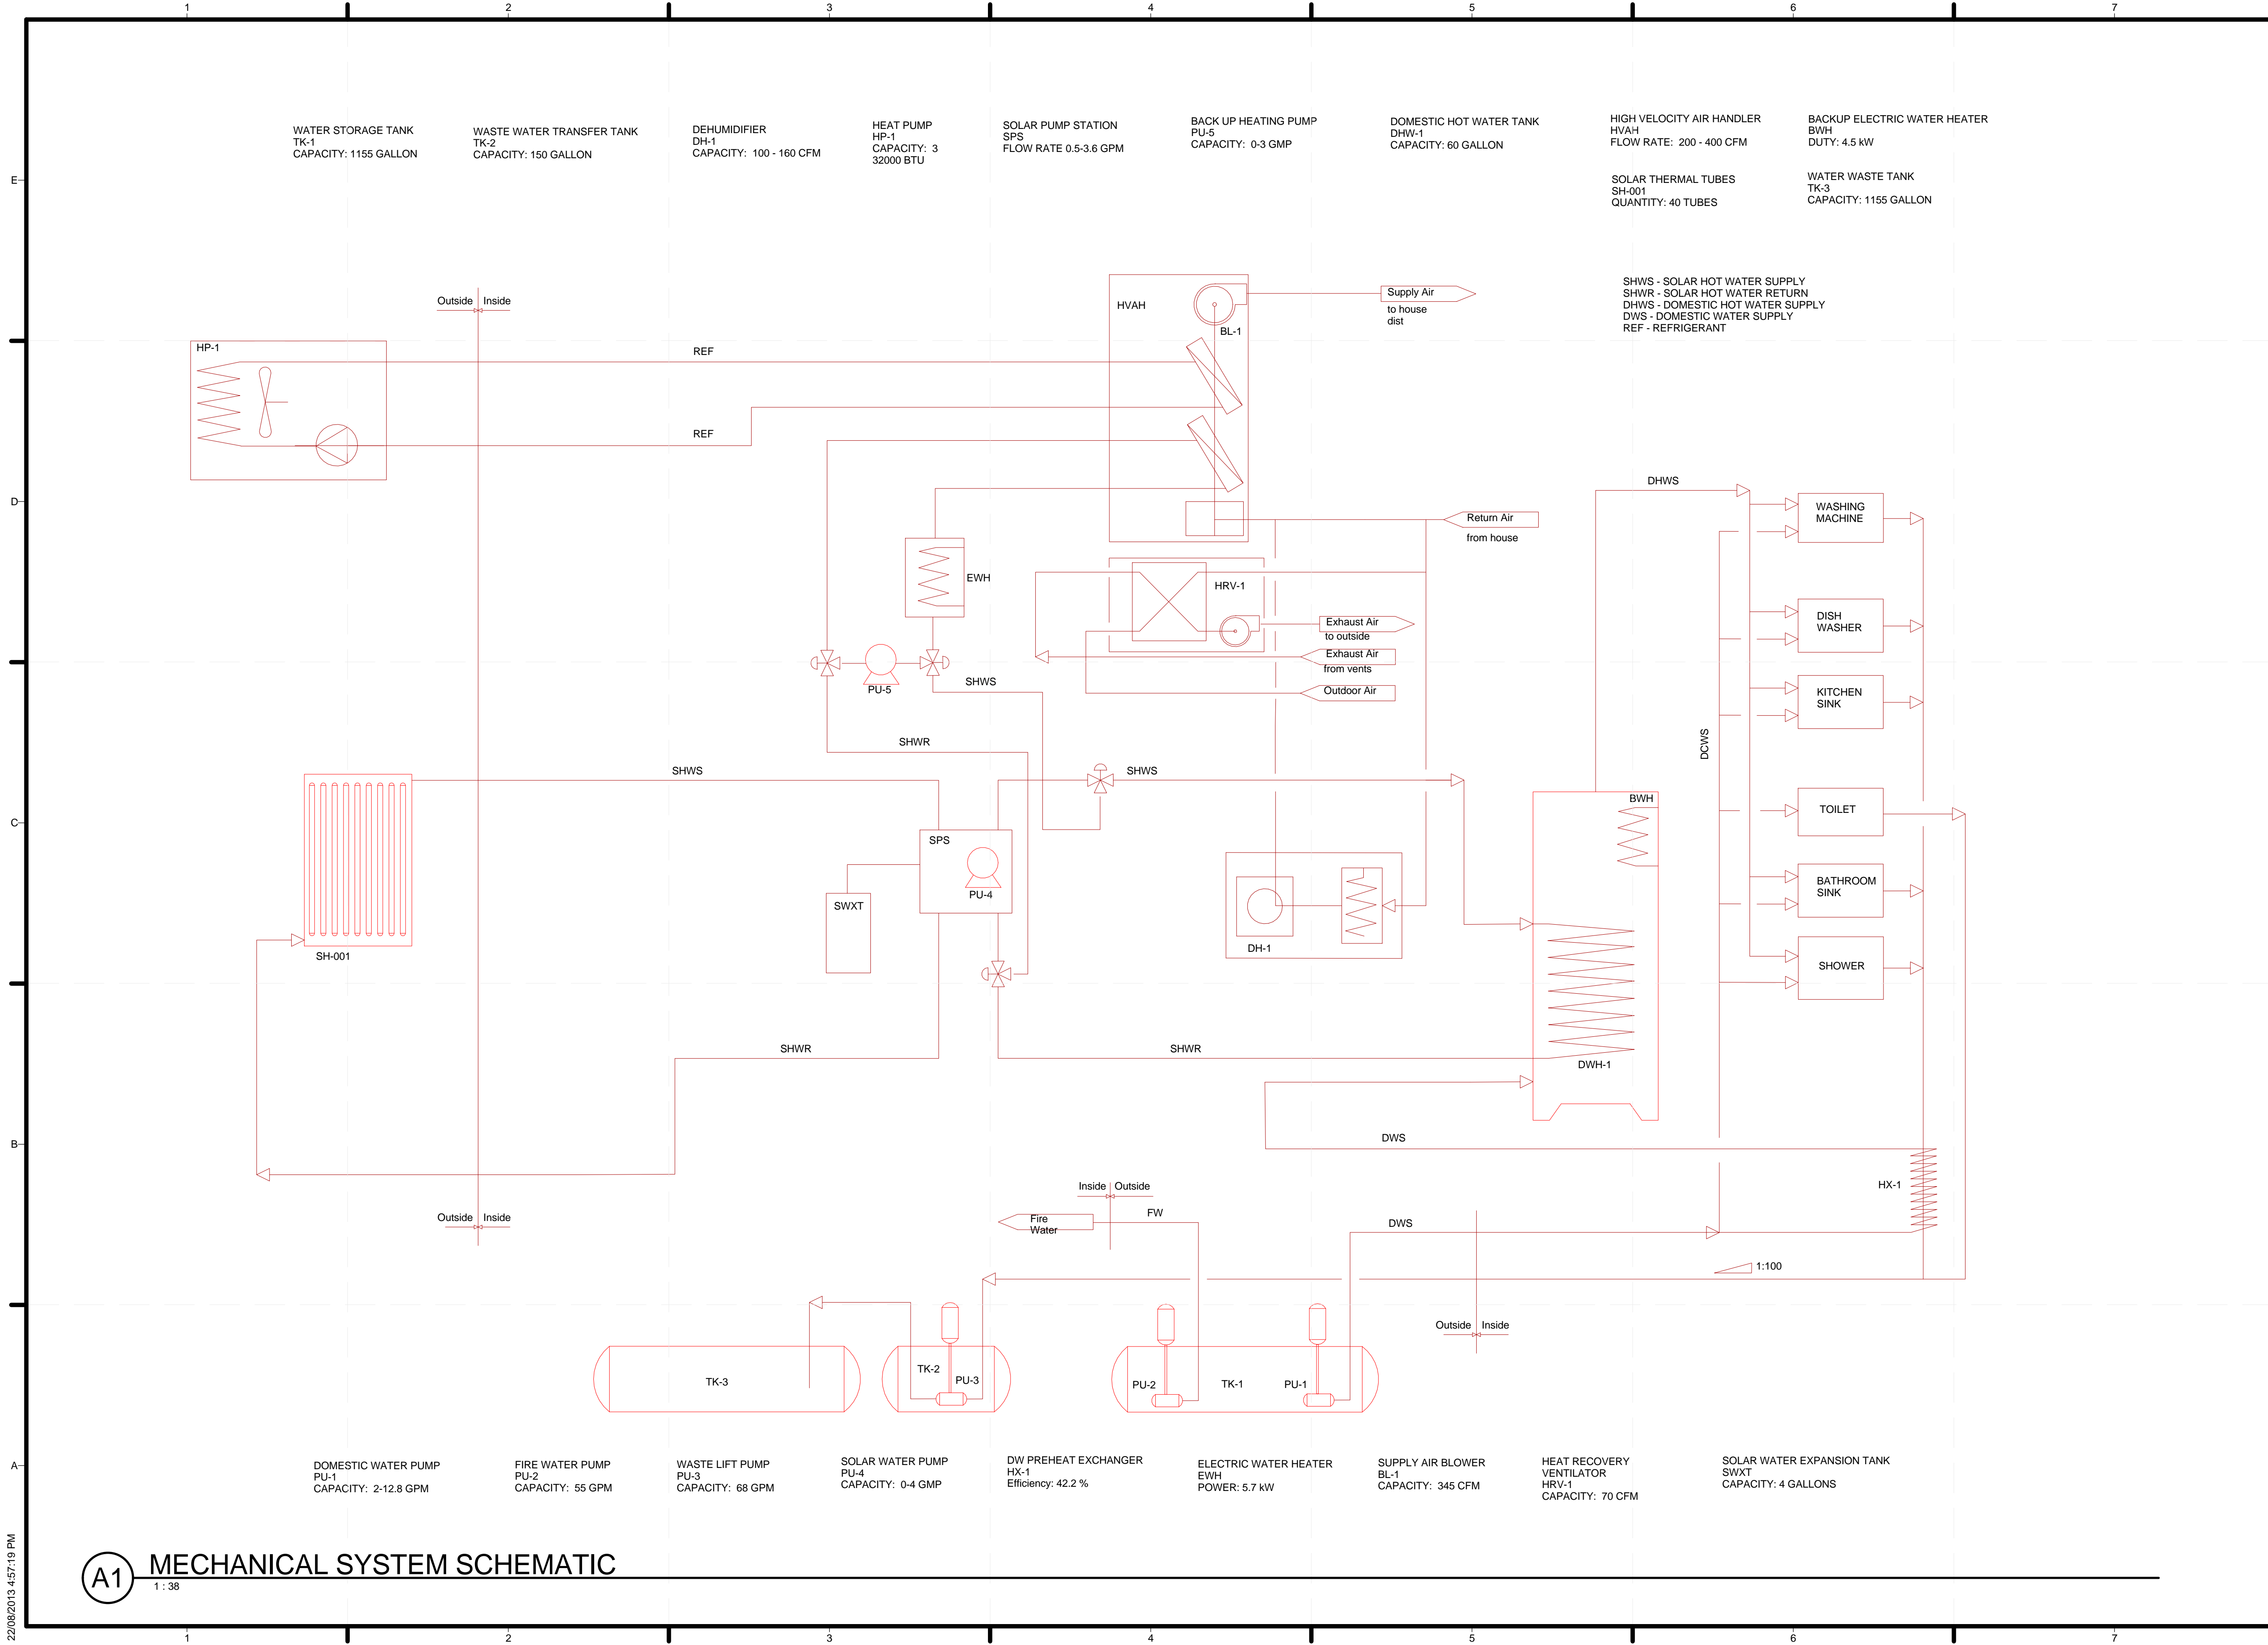 1
2
3
4
5
6
7
WATER STORAGE TANK
TK-1
CAPACITY: 1155 GALLON
WASTE WATER TRANSFER TANK
TK-2
CAPACITY: 150 GALLON
DEHUMIDIFIER
DH-1
CAPACITY: 100 - 160 CFM
HEAT PUMP
HP-1
CAPACITY: 3
32000 BTU
SOLAR PUMP STATION
SPS
FLOW RATE 0.5-3.6 GPM
BACK UP HEATING PUMP
PU-5
CAPACITY: 0-3 GMP
DOMESTIC HOT WATER TANK
DHW-1
CAPACITY: 60 GALLON
HIGH VELOCITY AIR HANDLER
HVAH
FLOW RATE: 200 - 400 CFM
BACKUP ELECTRIC WATER HEATER
BWH
DUTY: 4.5 kW
SOLAR THERMAL TUBES
SH-001
QUANTITY: 40 TUBES
WATER WASTE TANK
TK-3
CAPACITY: 1155 GALLON
E
SHWS - SOLAR HOT WATER SUPPLY
SHWR - SOLAR HOT WATER RETURN
DHWS - DOMESTIC HOT WATER SUPPLY
DWS - DOMESTIC WATER SUPPLY
REF - REFRIGERANT
Outside
Inside
HVAH
BL-1
Supply Air
to house
dist
HP-1
REF
REF
D
DHWS
WASHING
MACHINE
Return Air
from house
EWH
HRV-1
Exhaust Air
to outside
Exhaust Air
from vents
Outdoor Air
DISH
WASHER
KITCHEN
SINK
PU-5
SHWS
SHWR
DCWS
SHWS
SHWS
BWH
TOILET
C
SPS
PU-4
SWXT
DH-1
BATHROOM
SINK
SHOWER
SH-001
SHWR
SHWR
DWH-1
B
DWS
HX-1
Inside
Outside
Outside
Inside
Fire
Water
FW
DWS
1:100
Outside
Inside
TK-3
TK-2
PU-3
PU-2
TK-1
PU-1
A
DOMESTIC WATER PUMP
PU-1
CAPACITY: 2-12.8 GPM
FIRE WATER PUMP
PU-2
CAPACITY: 55 GPM
WASTE LIFT PUMP
PU-3
CAPACITY: 68 GPM
SOLAR WATER PUMP
PU-4
CAPACITY: 0-4 GMP
DW PREHEAT EXCHANGER
HX-1
Efficiency: 42.2 %
ELECTRIC WATER HEATER
EWH
POWER: 5.7 kW
SUPPLY AIR BLOWER
BL-1
CAPACITY: 345 CFM
HEAT RECOVERY
VENTILATOR
HRV-1
CAPACITY: 70 CFM
SOLAR WATER EXPANSION TANK
SWXT
CAPACITY: 4 GALLONS
22/08/2013 4:57:19 PM
A1
MECHANICAL SYSTEM SCHEMATIC
1 : 38
1
2
3
4
5
6
7